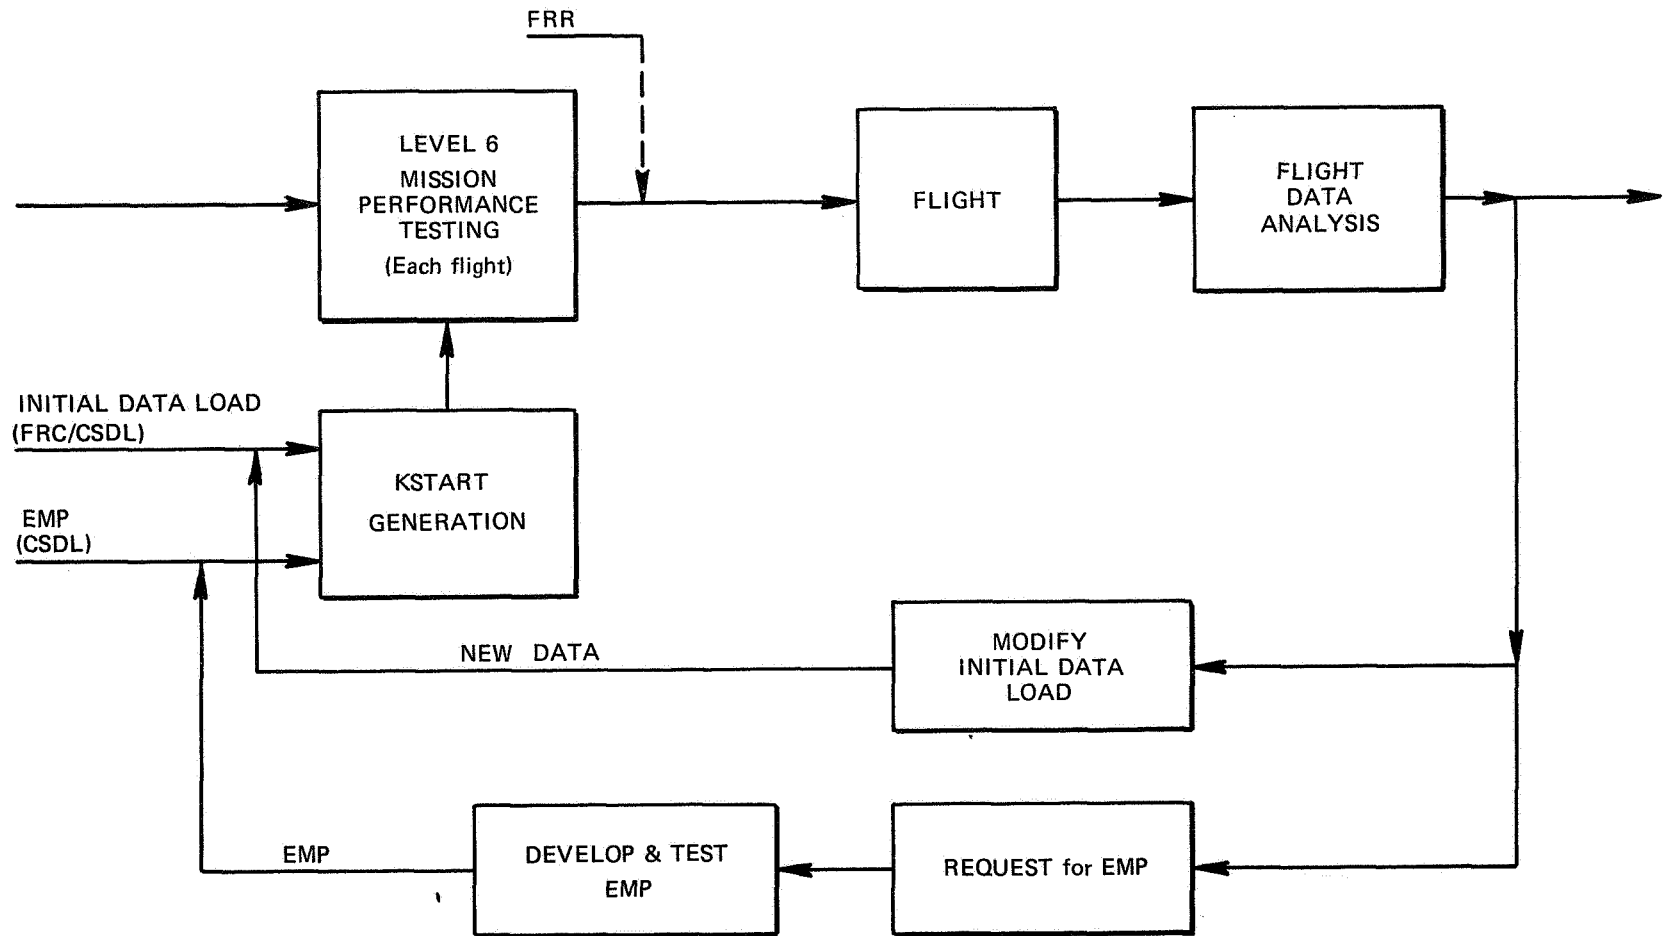 FRR
LEVEL 6
MISSION
PERFORMANCE
TESTING
(Each flight)
FLIGHT
FLIGHT
DATA
ANALYSIS
INITIAL DATA LOAD
(FRC/CSDL)
EMP
(CSDL)
KSTART
GENERATION
NEW DATA
MODIFY
INITIAL DATA
LOAD
EMP
DEVELOP & TEST
EMP
REQUEST for EMP